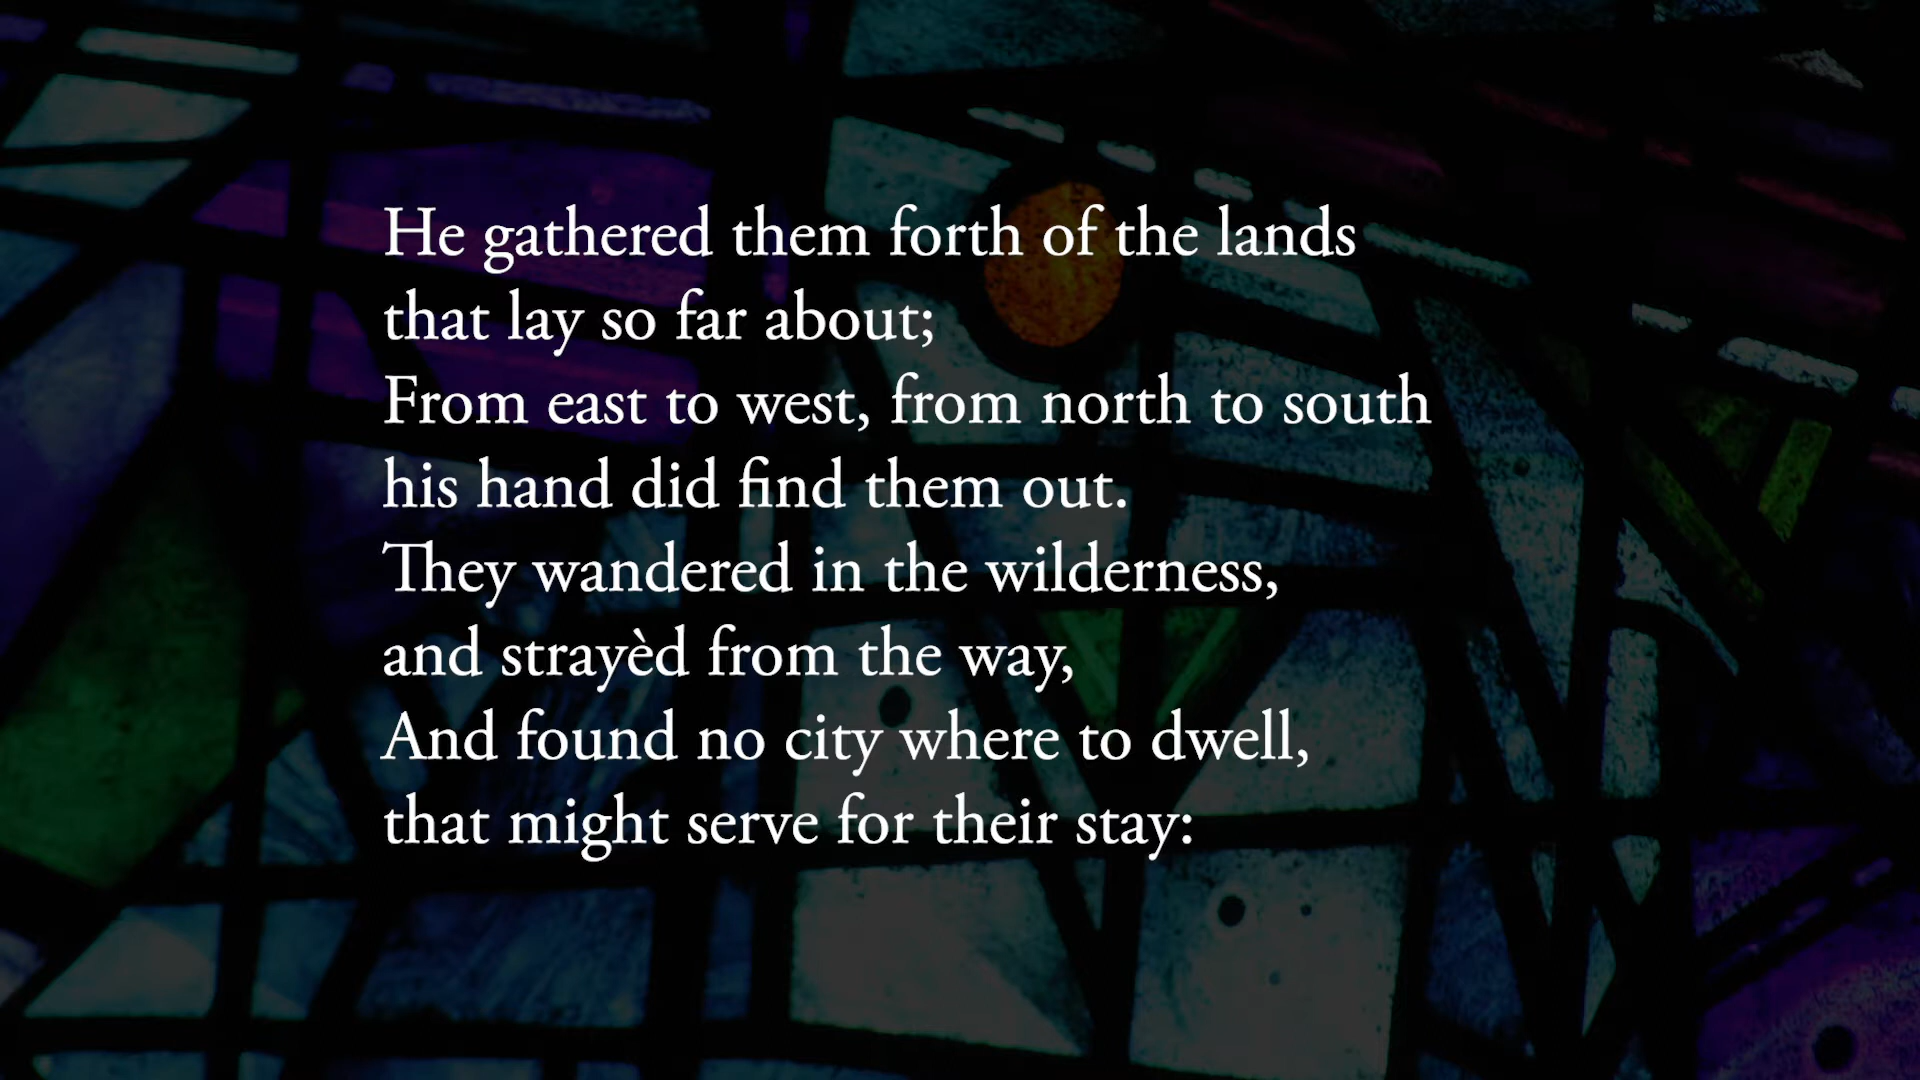 He gathered them forth of the lands
that lay so far about;
From east to west, from north to south
his hand did find them out.
They wandered in the wilderness,
and strayèd from the way,
And found no city where to dwell,
that might serve for their stay: